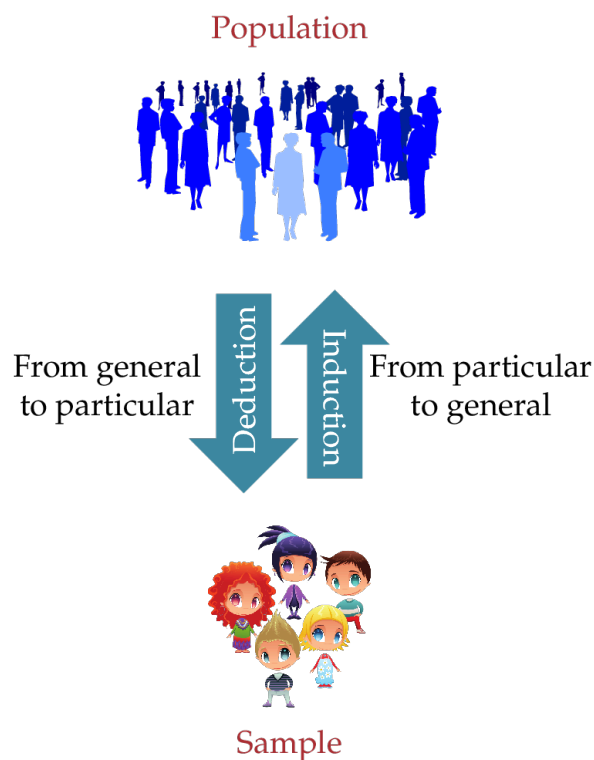 Population
From general
to particular
Deduction
Induction
From particular
to general
Sample